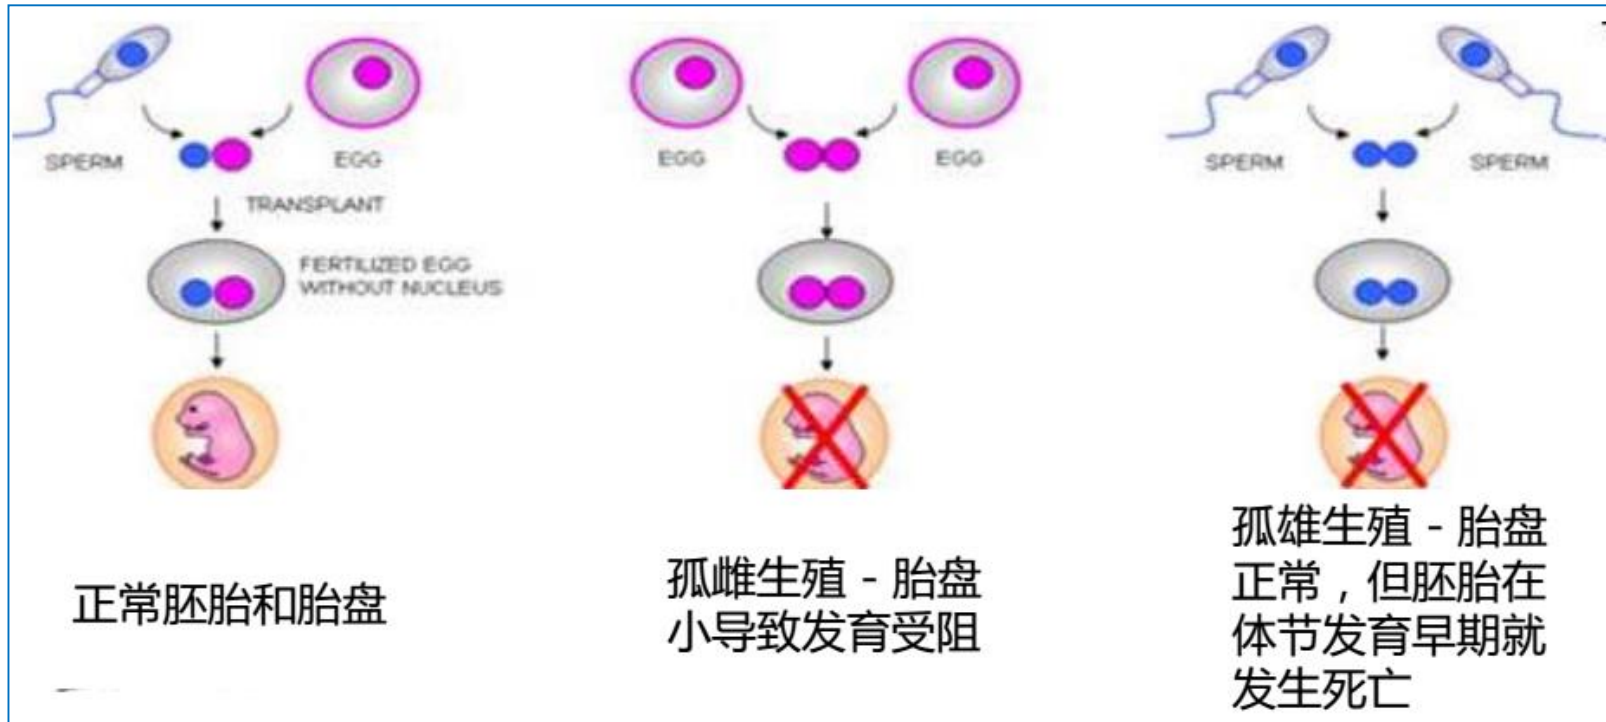 SPERM
EGG
TRANSPLANT
FERTILIZED EGG
WITHOUT NUCLEUS
正常胚胎和胎盘
EGG
EGG
孤雌生殖 - 胎盘
小导致发育受阻
SPERM
SPERM
孤雄生殖 - 胎盘
正常，但胚胎在
体节发育早期就
发生死亡